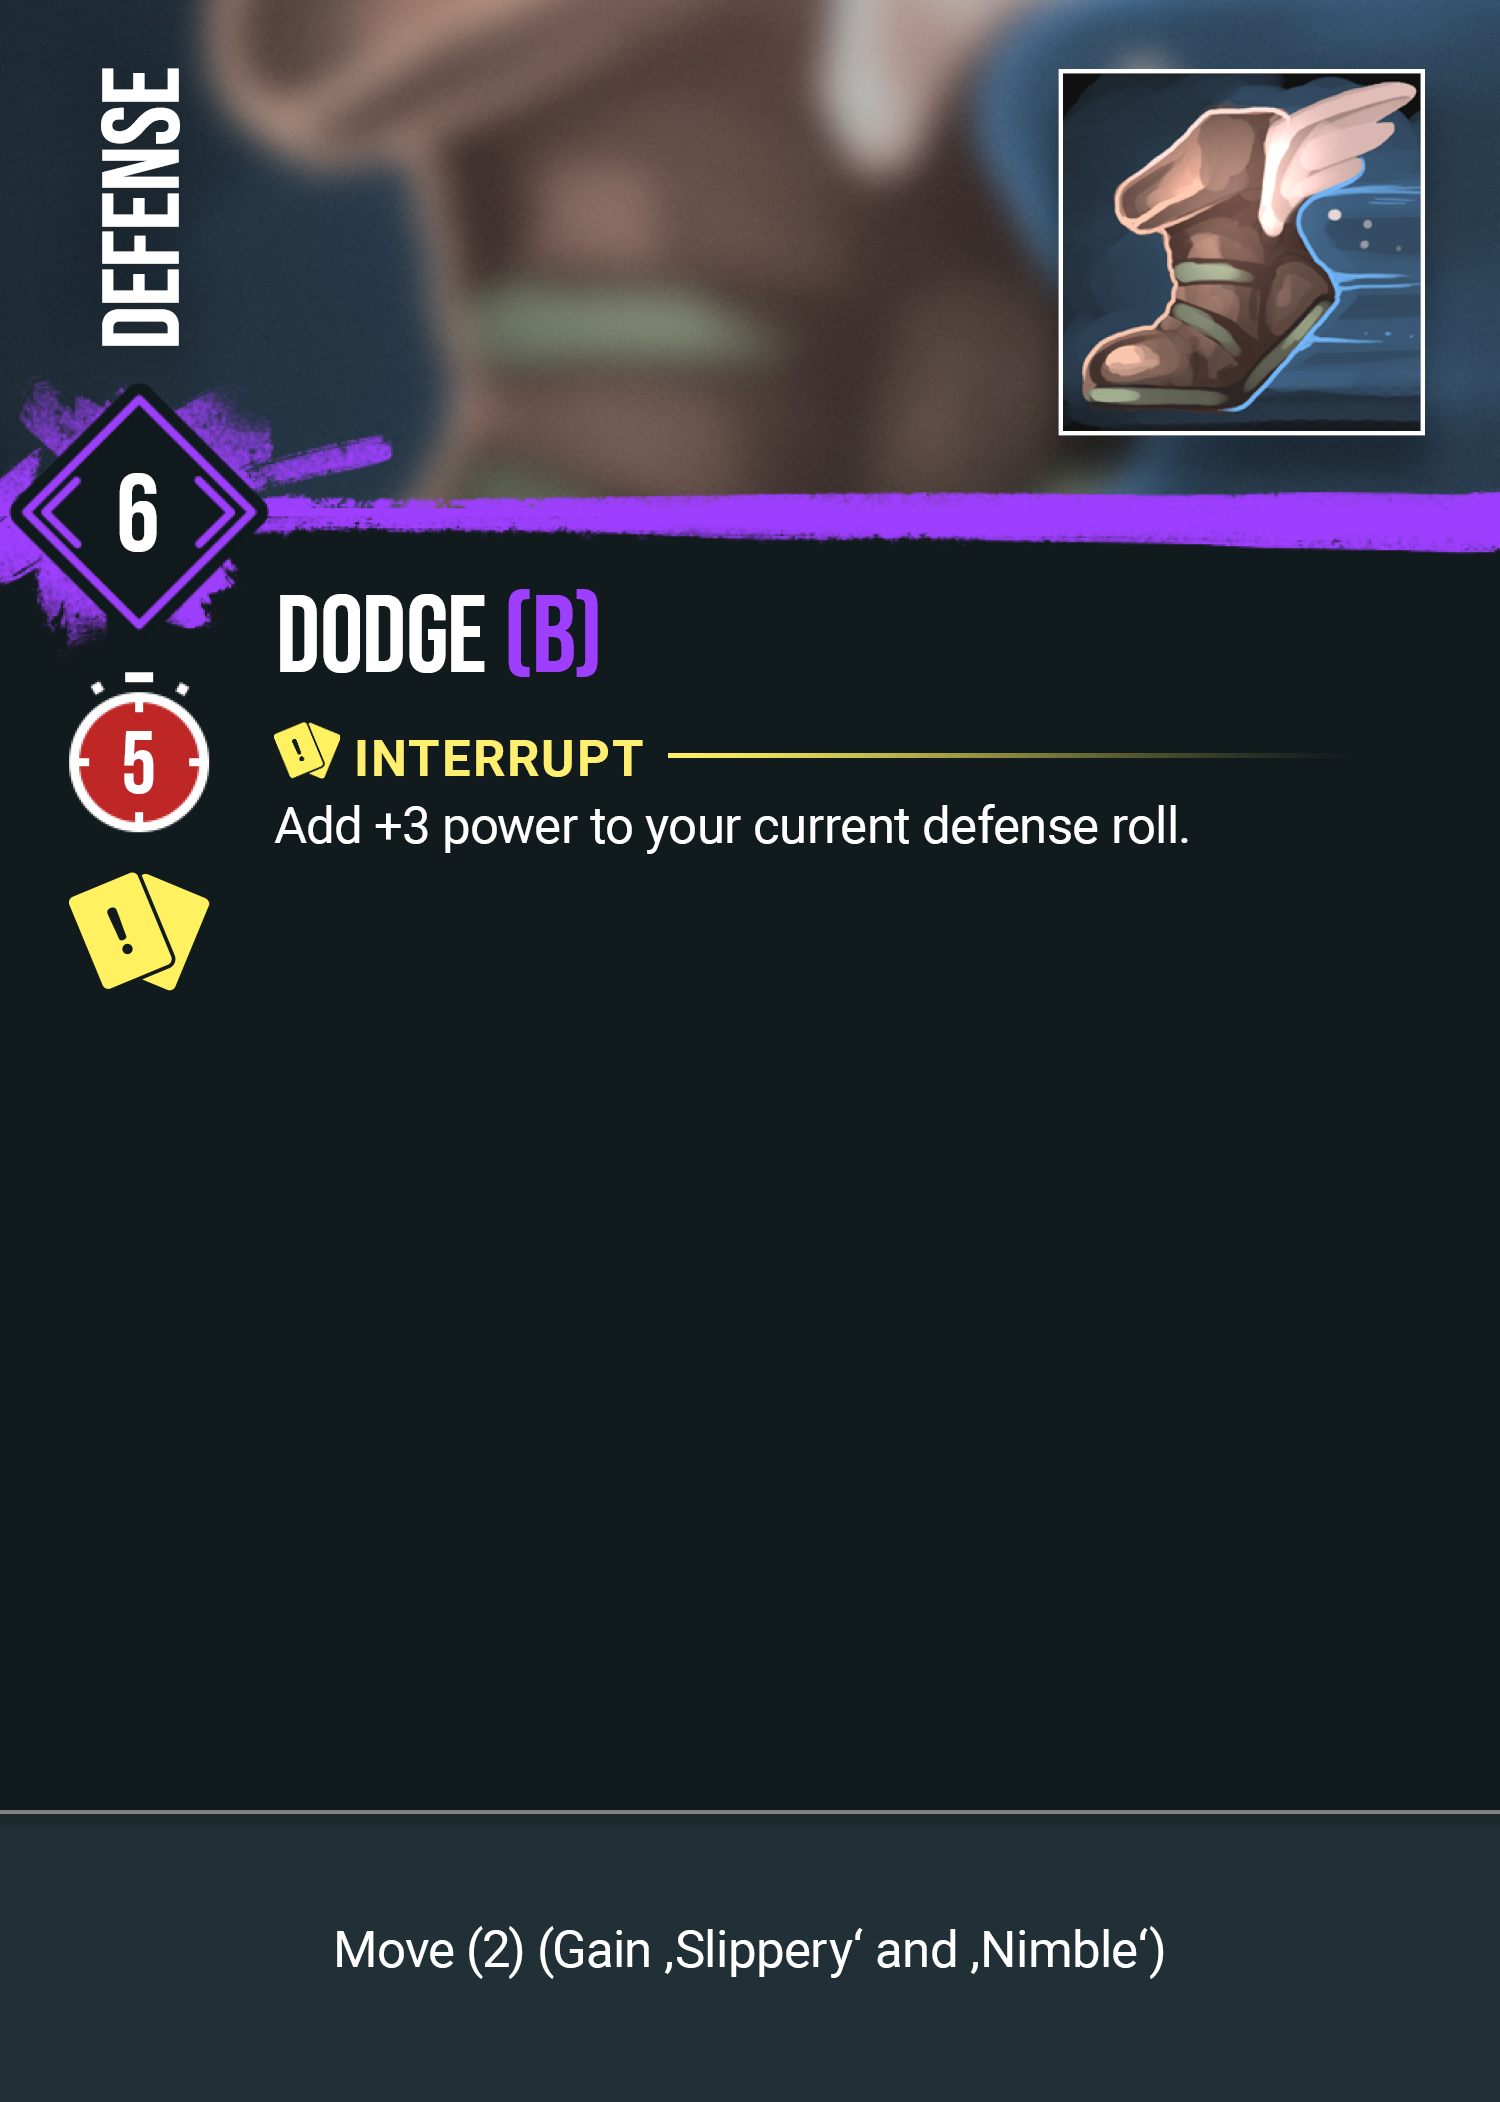 DEFENSE
6
DODGE (B)
5
! INTERRUPT
Add +3 power to your current defense roll.
!
Move (2) (Gain ‚Slippery‘ and ‚Nimble‘)